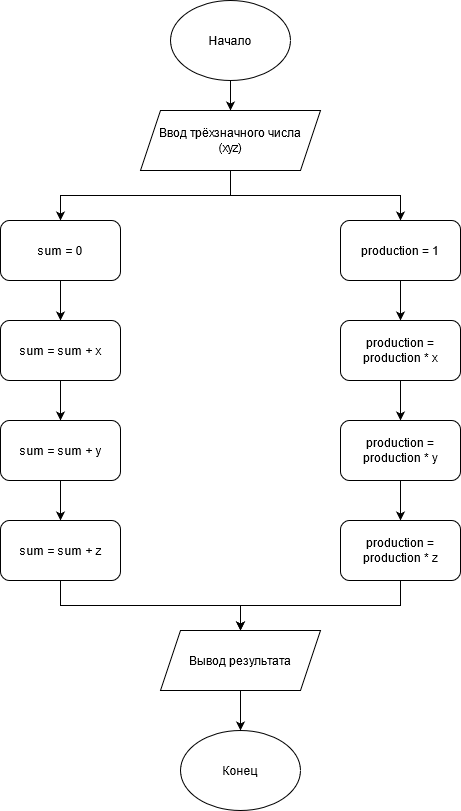 Начало
Ввод трёхзначного числа
(xyz)
sum = 0
production = 1
sum = sum + x
production =
production * x
sum = sum + y
production =
production * y
sum = sum + z
production =
production * z
Вывод результата
Конец